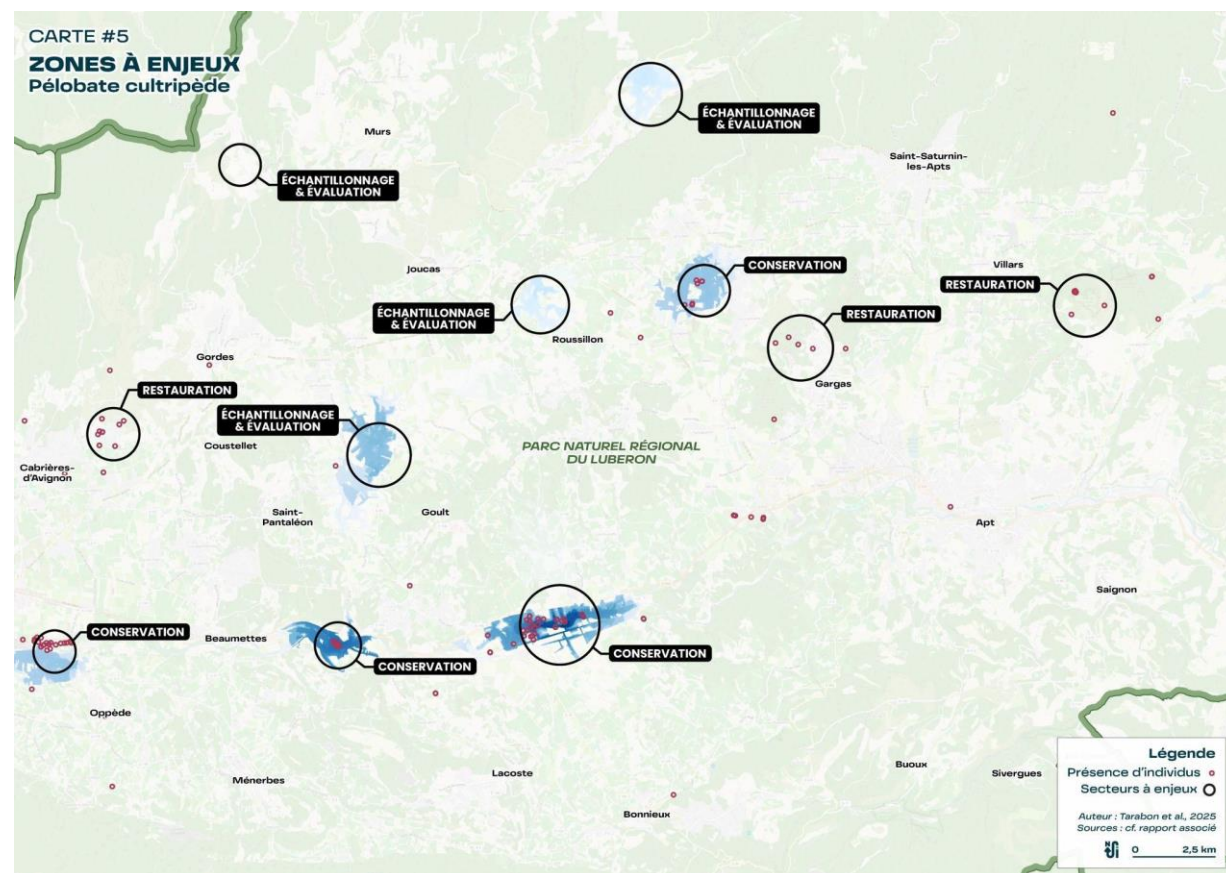 CARTE #5
ZONES À ENJEUX
Pélobate cultripède
Murs
ÉCHANTILLONNAGE
& ÉVALUATION
ÉCHANTILLONNAGE
& ÉVALUATION
Saint-Saturnin-
les-Apts
Joucas
CONSERVATION
Villars
RESTAURATION
ÉCHANTILLONNAGE
& ÉVALUATION
RESTAURATION
Roussillon
Gordes
Gargas
RESTAURATION
ÉCHANTILLONNAGE
& ÉVALUATION
Coustellet
PARC NATUREL RÉGIONAL
DU LUBERON
Cabrières-
d'Avignon
Saint-
Pantaléon
Goult
Apt
Saignon
CONSERVATION
Beaumettes
CONSERVATION
CONSERVATION
Oppède
Ménerbes
Lacoste
Buoux
Sivergues
Bonnieux
Légende
Présence d'individus
Secteurs à enjeux
Auteur : Tarabon et al., 2025
Sources : cf. rapport associé
N
0 2,5 km